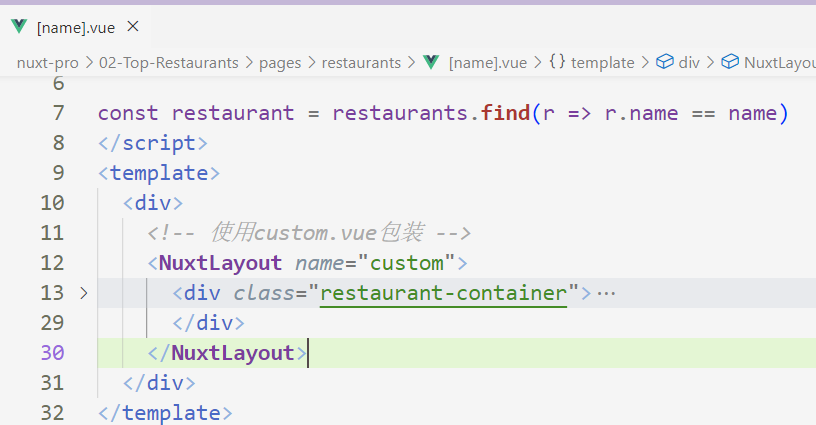 [name].vue ×
nuxt-pro > 02-Top-Restaurants > pages > restaurants > [name].vue > {} template > div > NuxtLayou
6
7 const restaurant = restaurants.find(r => r.name == name)
8 </script>
9 <template>
10 <div>
11 <!-- 使用custom.vue包装 -->
12 <NuxtLayout name="custom">
13 > <div class="restaurant-container">…
29 </div>
30 </NuxtLayout>
31 </div>
32 </template>